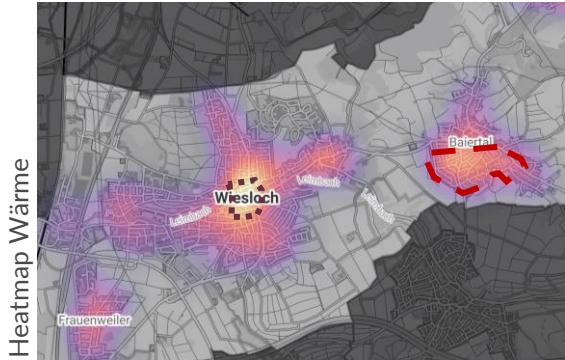 Heatmap Wärme
Baiertal
Leimbach
Wiesloch
Leimbach
Leimbach
Frauenweiler